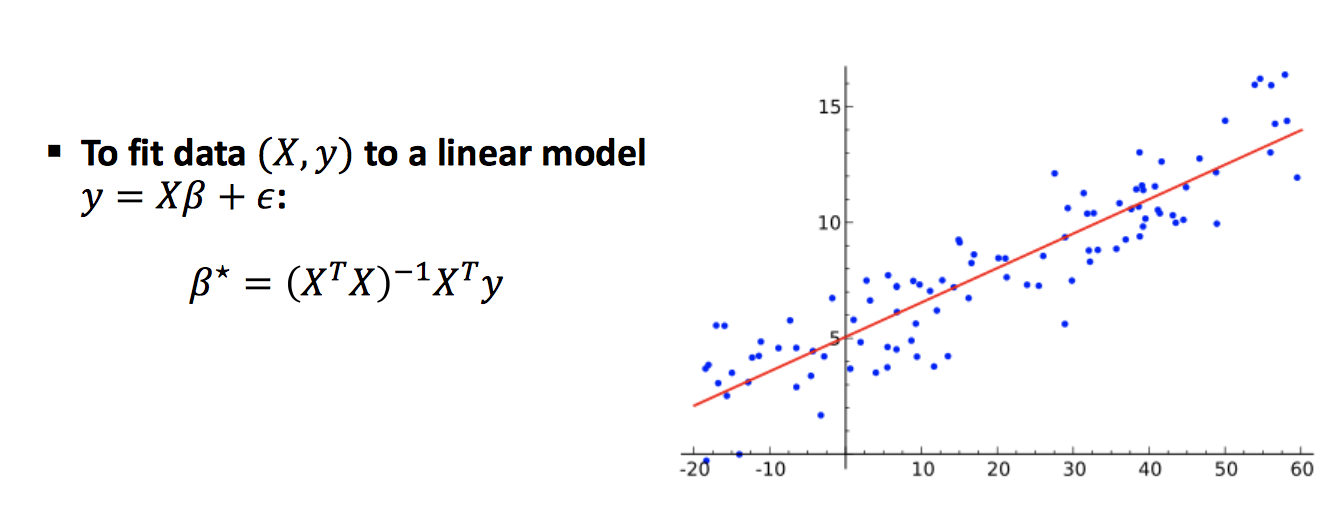 ▪ To fit data (X, y) to a linear model
y = Xβ + ϵ:
β⋆ = (XᵀX)⁻¹Xᵀy
15
10
5
-20 -10 10 20 30 40 50 60